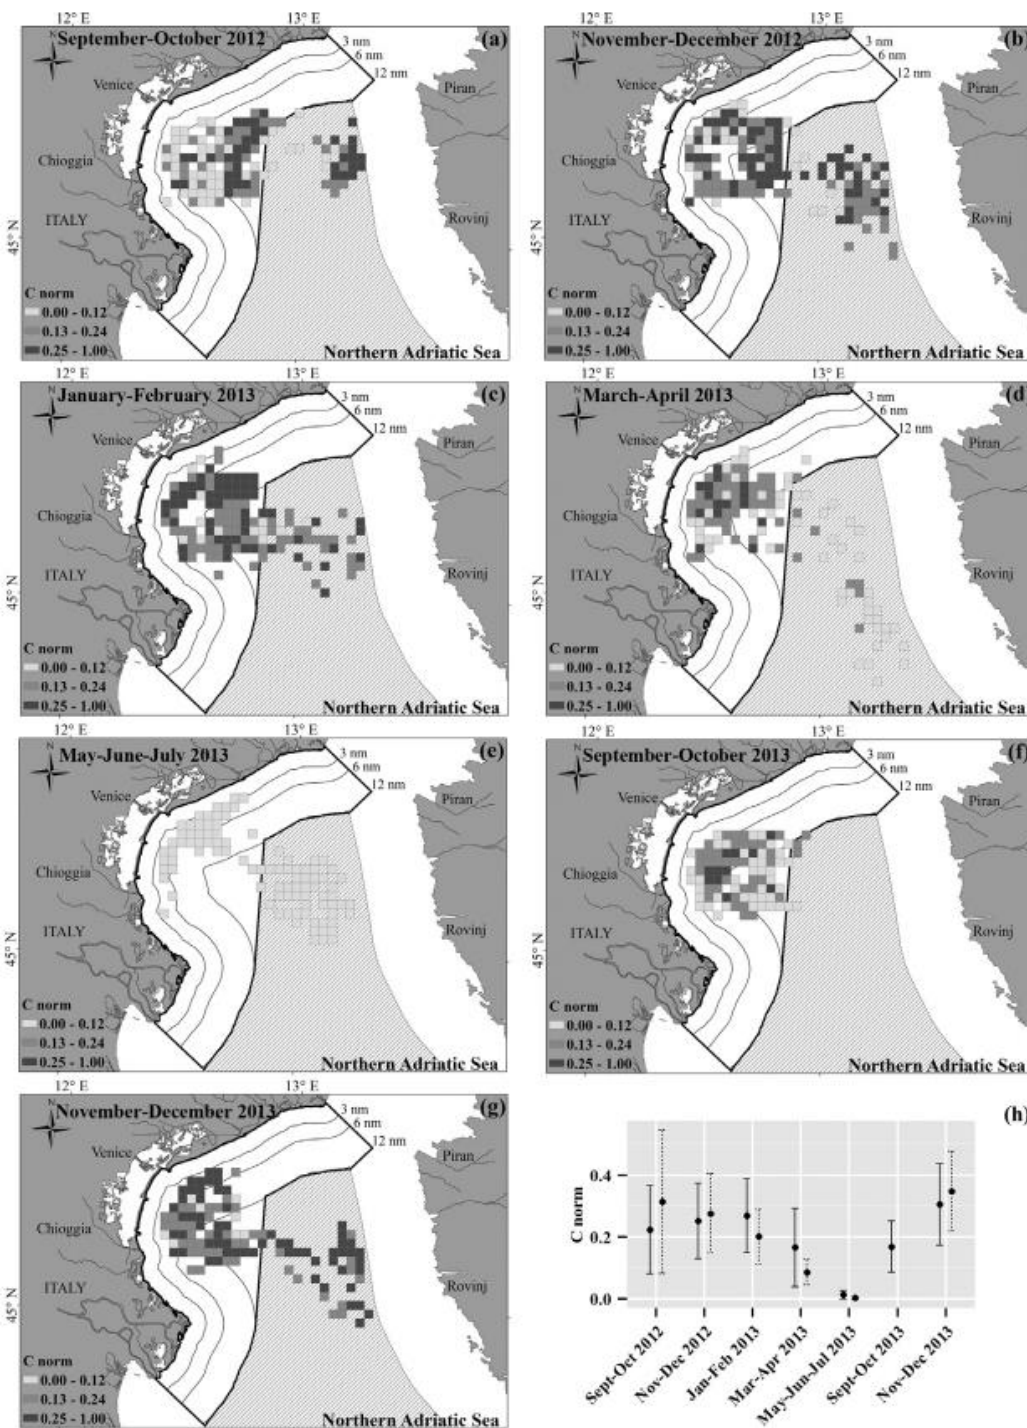 12° E
13° E
12° E
13° E
September-October 2012
(a)
N
3 nm
6 nm
12 nm
Venice
Piran
Chioggia
ITALY
Rovinj
45° N
C norm
0.00 - 0.12
0.13 - 0.24
0.25 - 1.00
Northern Adriatic Sea
November-December 2012
(b)
N
3 nm
6 nm
12 nm
Venice
Piran
Chioggia
ITALY
Rovinj
45° N
C norm
0.00 - 0.12
0.13 - 0.24
0.25 - 1.00
Northern Adriatic Sea
12° E
13° E
12° E
13° E
January-February 2013
(c)
N
3 nm
6 nm
12 nm
Venice
Piran
Chioggia
ITALY
Rovinj
45° N
C norm
0.00 - 0.12
0.13 - 0.24
0.25 - 1.00
Northern Adriatic Sea
March-April 2013
(d)
N
3 nm
6 nm
12 nm
Venice
Piran
Chioggia
ITALY
Rovinj
45° N
C norm
0.00 - 0.12
0.13 - 0.24
0.25 - 1.00
Northern Adriatic Sea
12° E
13° E
12° E
13° E
May-June-July 2013
(e)
N
3 nm
6 nm
12 nm
Venice
Piran
Chioggia
ITALY
Rovinj
45° N
C norm
0.00 - 0.12
0.13 - 0.24
0.25 - 1.00
Northern Adriatic Sea
September-October 2013
(f)
N
3 nm
6 nm
12 nm
Venice
Piran
Chioggia
ITALY
Rovinj
45° N
C norm
0.00 - 0.12
0.13 - 0.24
0.25 - 1.00
Northern Adriatic Sea
12° E
13° E
November-December 2013
(g)
N
3 nm
6 nm
12 nm
Venice
Piran
Chioggia
ITALY
Rovinj
45° N
C norm
0.00 - 0.12
0.13 - 0.24
0.25 - 1.00
Northern Adriatic Sea
(h)
C norm
0.4
0.2
0.0
Sept-Oct 2012
Nov-Dec 2012
Jan-Feb 2013
Mar-Apr 2013
May-Jun-Jul 2013
Sept-Oct 2013
Nov-Dec 2013